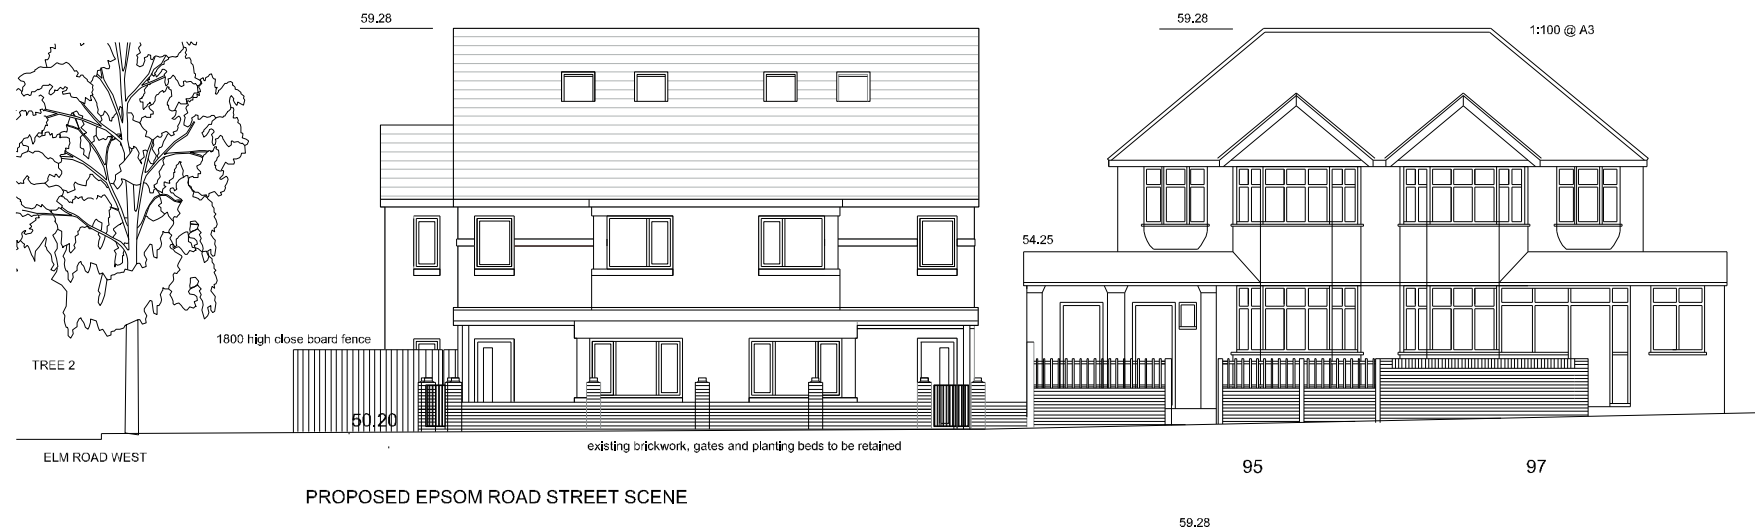 59.28
59.28
1:100 @ A3
54.25
1800 high close board fence
TREE 2
50.20
existing brickwork, gates and planting beds to be retained
ELM ROAD WEST
95
97
PROPOSED EPSOM ROAD STREET SCENE
59.28